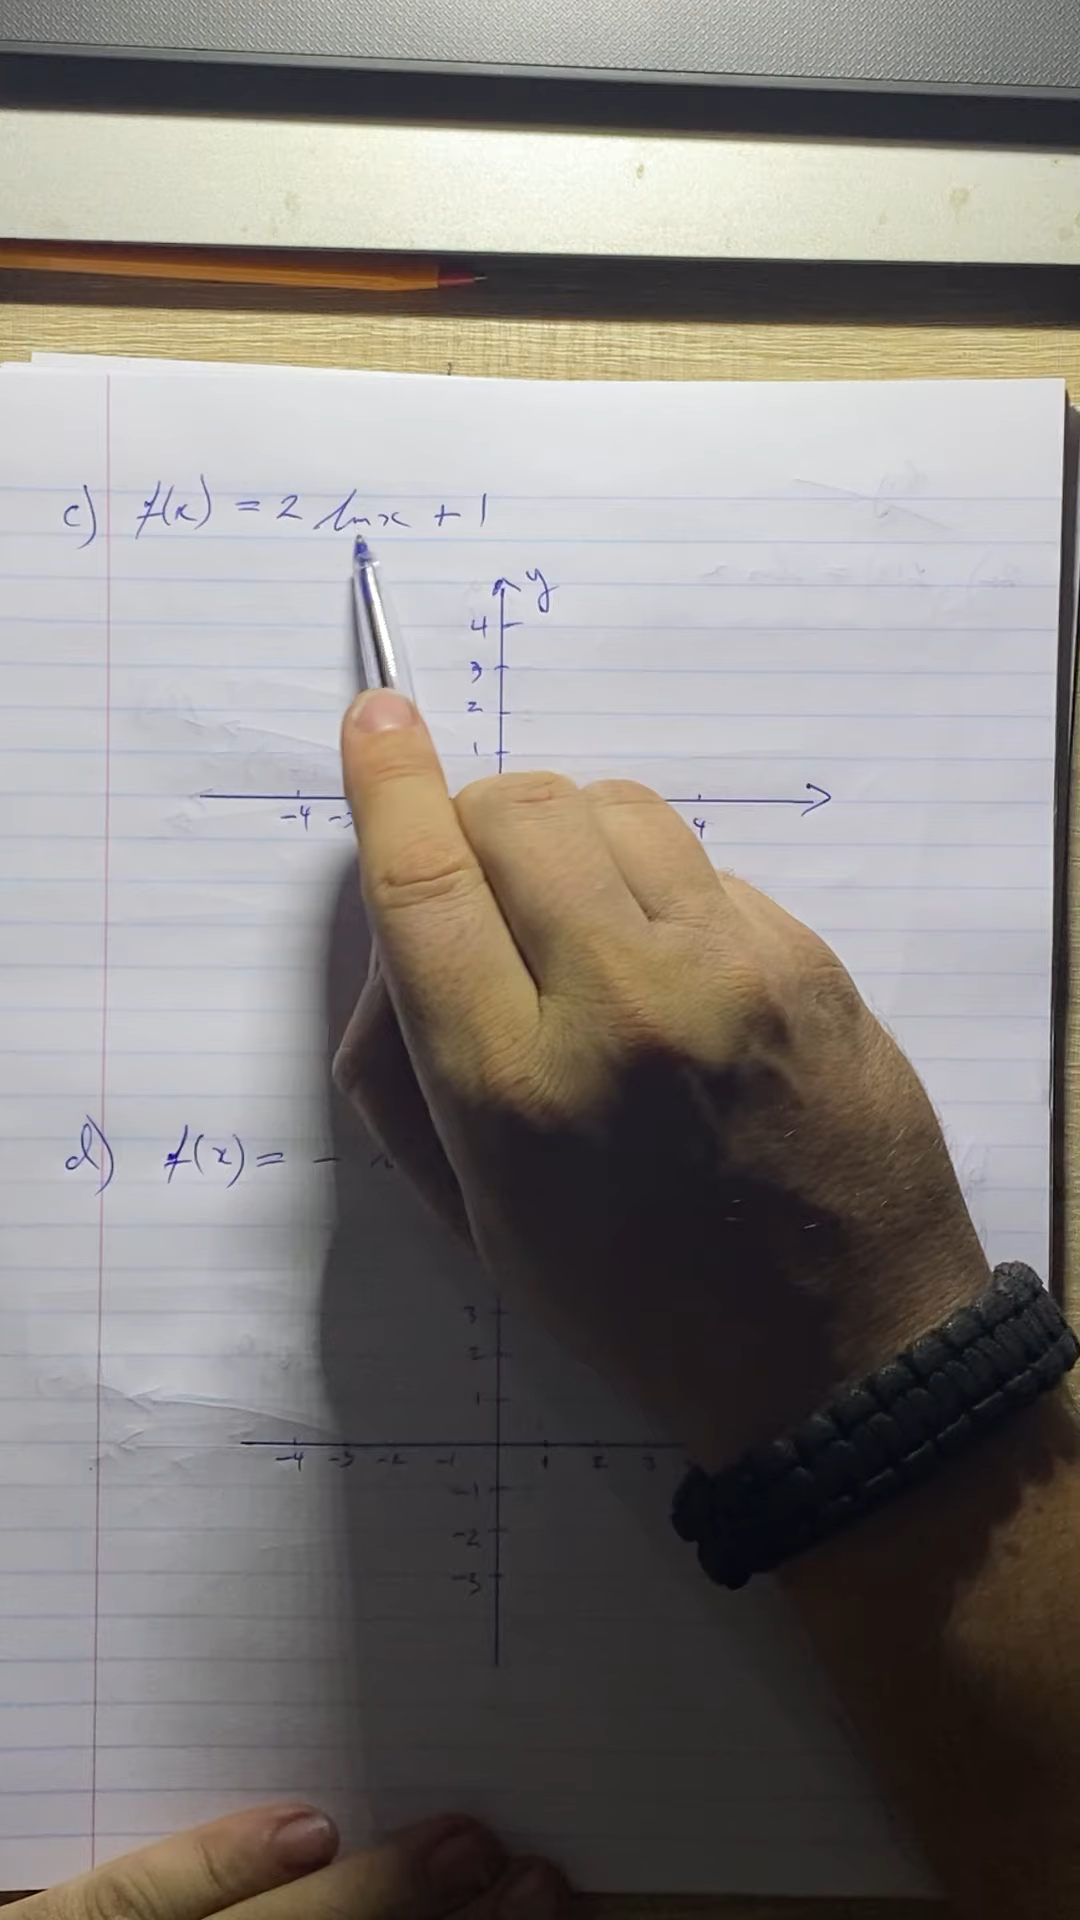 c) f(x) = 2 ln x + 1
y
4
3
2
1
-4 -3 4
d) f(x) = -
3
2
1
-4 -3 -2 -1 1 2 3
-1
-2
-3